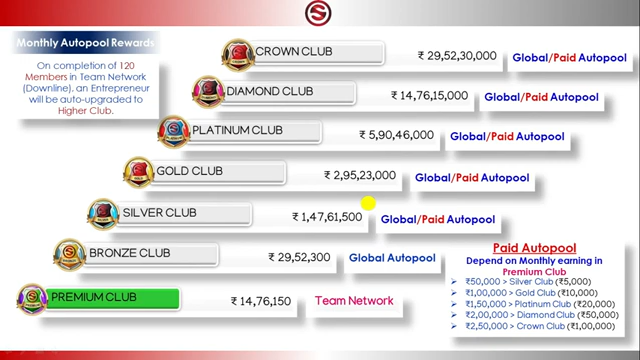 Monthly Autopool Rewards
On completion of 120
Members in Team Network
(Downline), an Entrepreneur
will be auto-upgraded to
Higher Club.
CROWN CLUB ₹ 29,52,30,000 Global/Paid Autopool
DIAMOND CLUB ₹ 14,76,15,000 Global/Paid Autopool
PLATINUM CLUB ₹ 5,90,46,000 Global/Paid Autopool
GOLD CLUB ₹ 2,95,23,000 Global/Paid Autopool
SILVER CLUB ₹ 1,47,61,500 Global/Paid Autopool
BRONZE CLUB ₹ 29,52,300 Global Autopool
PREMIUM CLUB ₹ 14,76,150 Team Network
Paid Autopool
Depend on Monthly earning in
Premium Club
₹50,000 > Silver Club (₹5,000)
₹1,00,000 > Gold Club (₹10,000)
₹1,50,000 > Platinum Club (₹20,000)
₹2,00,000 > Diamond Club (₹50,000)
₹2,50,000 > Crown Club (₹1,00,000)